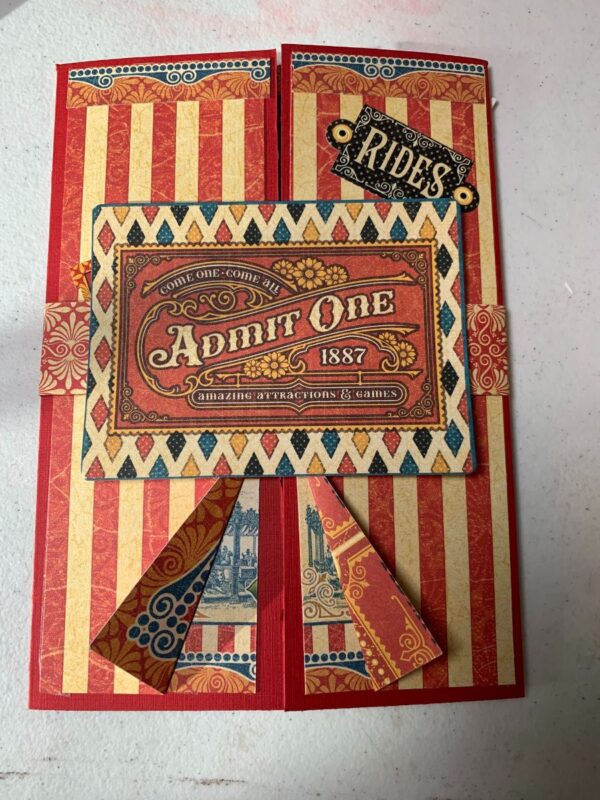 RIDES
COME ONE · COME ALL
ADMIT ONE
1887
AMAZING ATTRACTIONS & GAMES